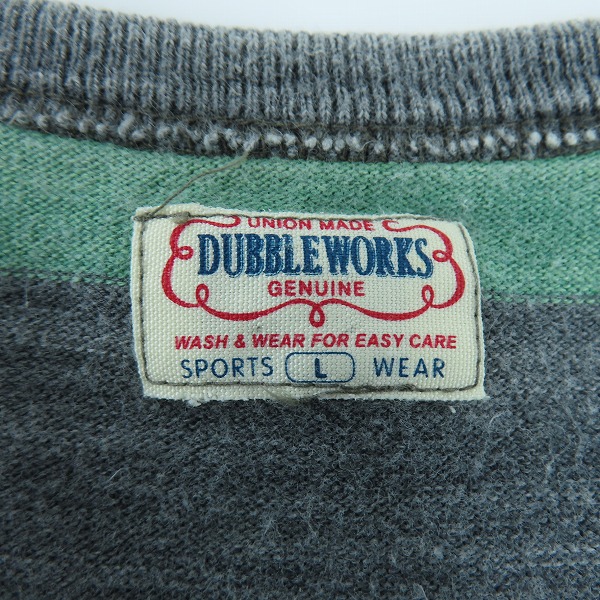 UNION MADE
DUBBLEWORKS
GENUINE
WASH & WEAR FOR EASY CARE
SPORTS L WEAR